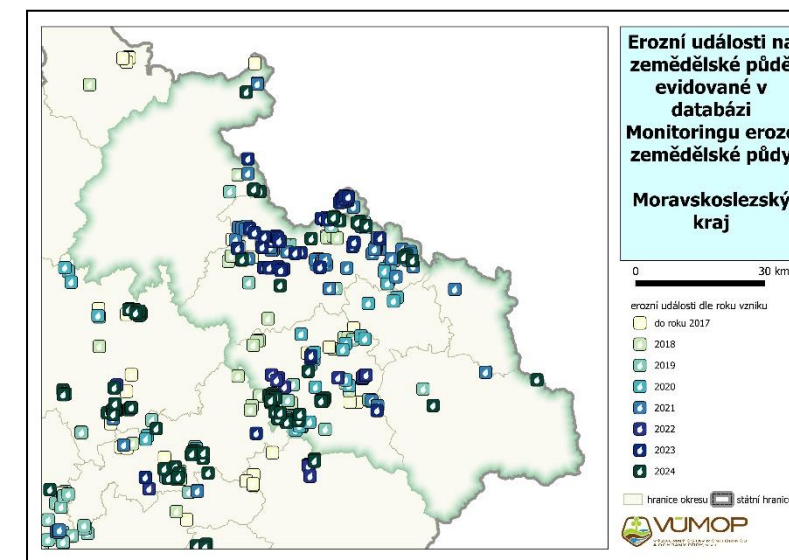 Erozní události na
zemědělské půdě
evidované v
databázi
Monitoringu eroze
zemědělské půdy
Moravskoslezský
kraj
0 30 km
erozní události dle roku vzniku
do roku 2017
2018
2019
2020
2021
2022
2023
2024
hranice okresu státní hranice
VÚMOP